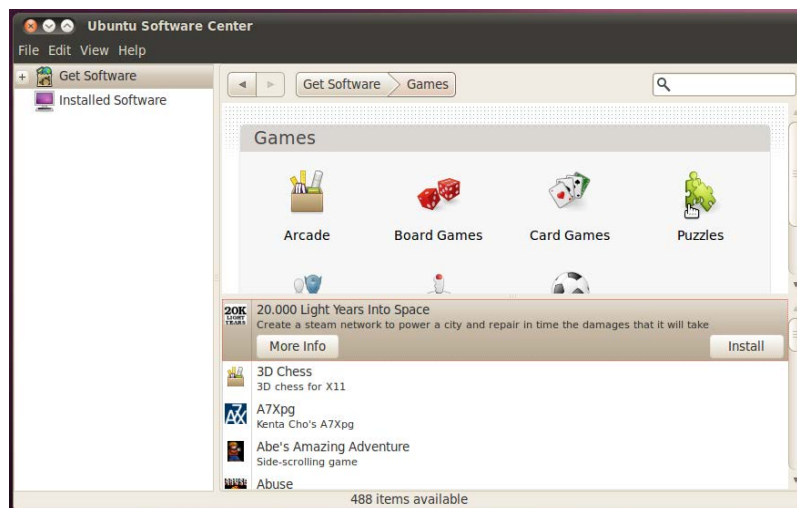 Ubuntu Software Center
File Edit View Help
Get Software
Installed Software
Get Software Games
Games
Arcade Board Games Card Games Puzzles
20K
LIGHT
YEARS
20.000 Light Years Into Space
Create a steam network to power a city and repair in time the damages that it will take
More Info Install
3D Chess
3D chess for X11
A7X
A7Xpg
Kenta Cho's A7Xpg
Abe's Amazing Adventure
Side-scrolling game
Abuse
488 items available